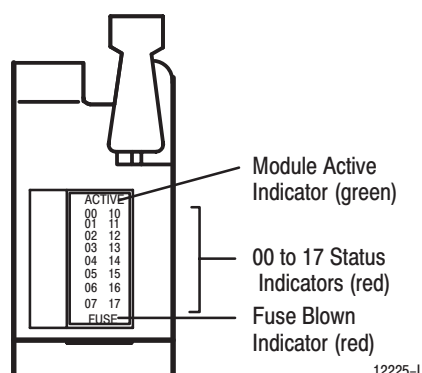 ACTIVE
00 10
01 11
02 12
03 13
04 14
05 15
06 16
07 17
FUSE
Module Active
Indicator (green)
00 to 17 Status
Indicators (red)
Fuse Blown
Indicator (red)
12225–I